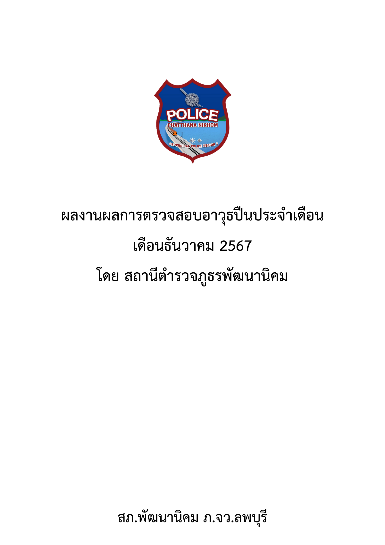 POLICE
ผลงานผลการตรวจสอบอาวุธปืนประจำเดือน
เดือนธันวาคม 2567
โดย สถานีตำรวจภูธรพัฒนานิคม
สภ.พัฒนานิคม ภ.จว.ลพบุรี